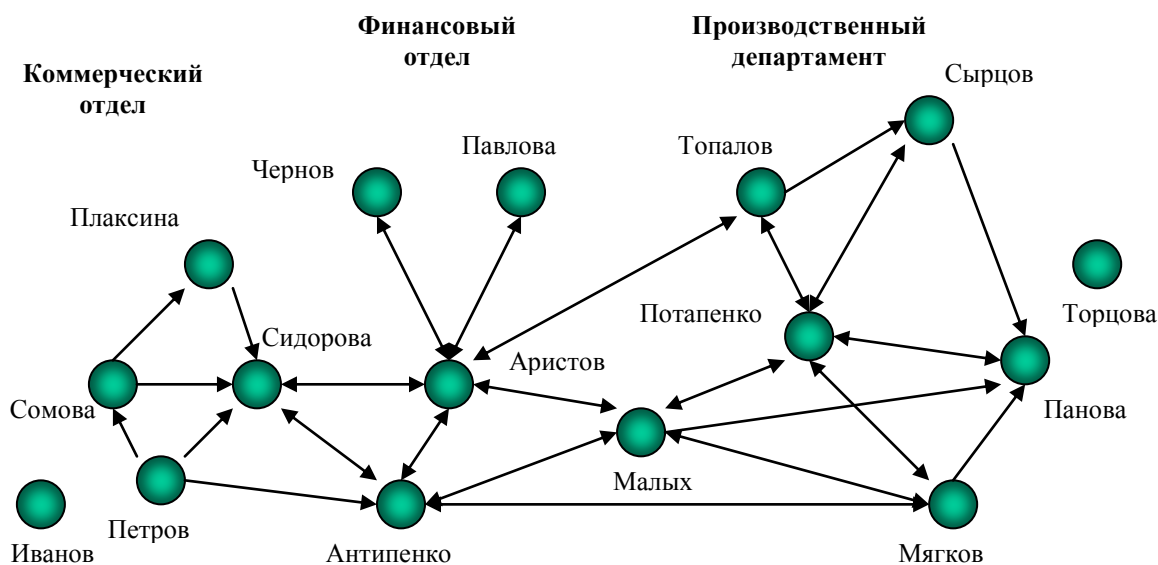 Финансовый
отдел
Производственный
департамент
Коммерческий
отдел
Сырцов
Чернов
Павлова
Топалов
Плаксина
Сидорова
Потапенко
Торцова
Аристов
Сомова
Панова
Малых
Иванов
Петров
Антипенко
Мягков